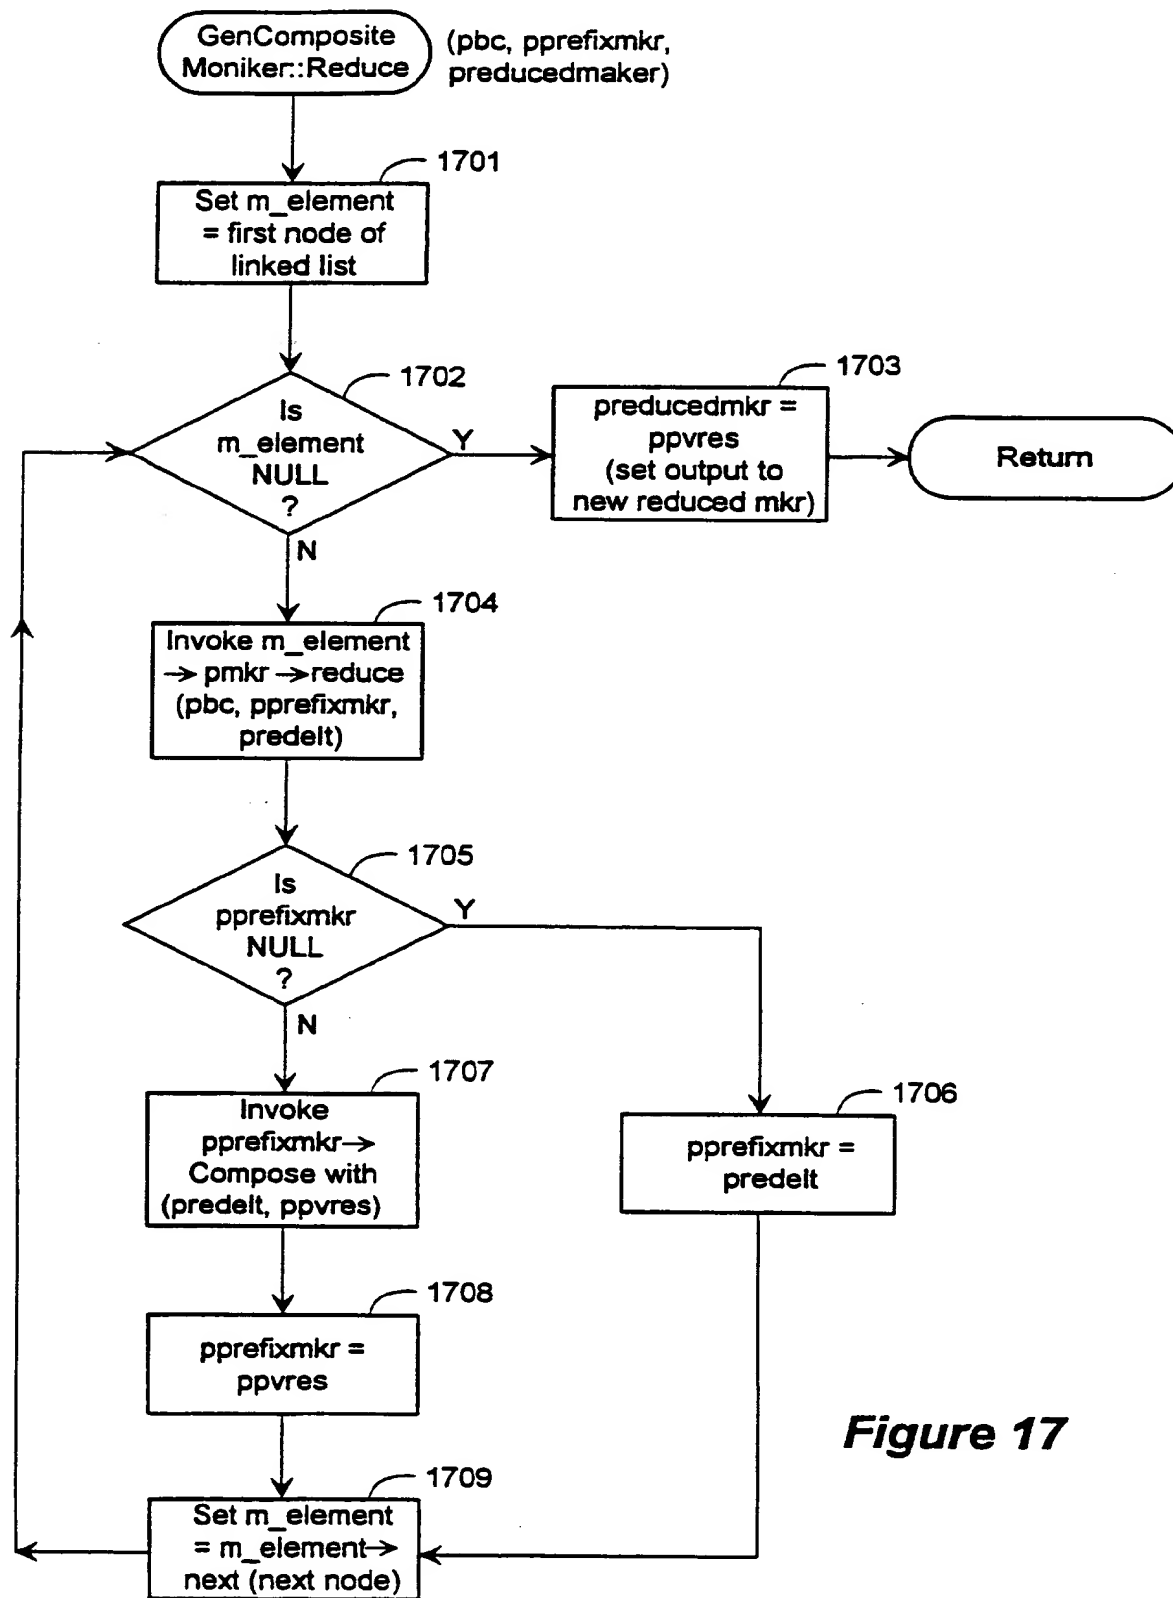 GenComposite
Moniker::Reduce
(pbc, pprefixmkr,
preducedmaker)
1701
Set m_element
= first node of
linked list
1702
Is
m_element
NULL
?
Y
N
1703
preducedmkr =
ppvres
(set output to
new reduced mkr)
Return
1704
Invoke m_element
→ pmkr →reduce
(pbc, pprefixmkr,
predelt)
1705
Is
pprefixmkr
NULL
?
Y
N
1707
Invoke
pprefixmkr→
Compose with
(predelt, ppvres)
1706
pprefixmkr =
predelt
1708
pprefixmkr =
ppvres
1709
Set m_element
= m_element→
next (next node)
Figure 17